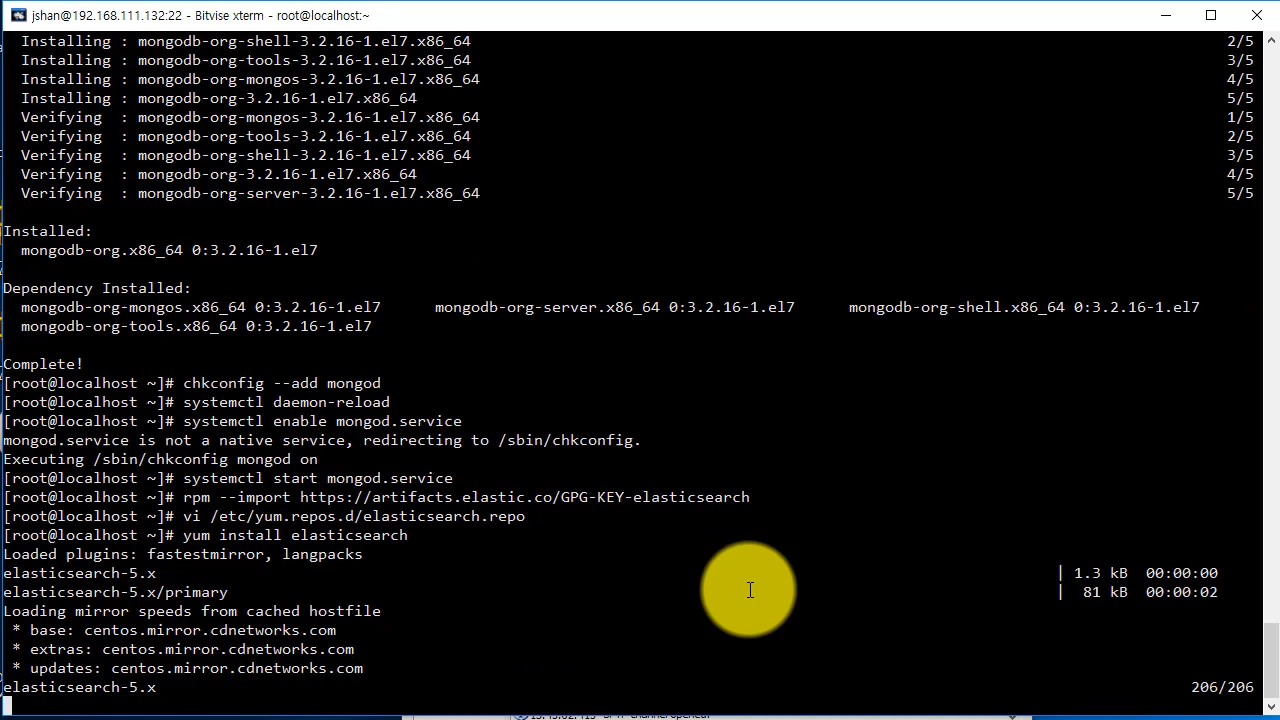 jshan@192.168.111.132:22 - Bitvise xterm - root@localhost:~
Installing : mongodb-org-shell-3.2.16-1.el7.x86_64 2/5
Installing : mongodb-org-tools-3.2.16-1.el7.x86_64 3/5
Installing : mongodb-org-mongos-3.2.16-1.el7.x86_64 4/5
Installing : mongodb-org-3.2.16-1.el7.x86_64 5/5
Verifying : mongodb-org-mongos-3.2.16-1.el7.x86_64 1/5
Verifying : mongodb-org-tools-3.2.16-1.el7.x86_64 2/5
Verifying : mongodb-org-shell-3.2.16-1.el7.x86_64 3/5
Verifying : mongodb-org-3.2.16-1.el7.x86_64 4/5
Verifying : mongodb-org-server-3.2.16-1.el7.x86_64 5/5
Installed:
mongodb-org.x86_64 0:3.2.16-1.el7
Dependency Installed:
mongodb-org-mongos.x86_64 0:3.2.16-1.el7 mongodb-org-server.x86_64 0:3.2.16-1.el7 mongodb-org-shell.x86_64 0:3.2.16-1.el7
mongodb-org-tools.x86_64 0:3.2.16-1.el7
Complete!
[root@localhost ~]# chkconfig --add mongod
[root@localhost ~]# systemctl daemon-reload
[root@localhost ~]# systemctl enable mongod.service
mongod.service is not a native service, redirecting to /sbin/chkconfig.
Executing /sbin/chkconfig mongod on
[root@localhost ~]# systemctl start mongod.service
[root@localhost ~]# rpm --import https://artifacts.elastic.co/GPG-KEY-elasticsearch
[root@localhost ~]# vi /etc/yum.repos.d/elasticsearch.repo
[root@localhost ~]# yum install elasticsearch
Loaded plugins: fastestmirror, langpacks
elasticsearch-5.x | 1.3 kB 00:00:00
elasticsearch-5.x/primary | 81 kB 00:00:02
Loading mirror speeds from cached hostfile
* base: centos.mirror.cdnetworks.com
* extras: centos.mirror.cdnetworks.com
* updates: centos.mirror.cdnetworks.com
elasticsearch-5.x 206/206